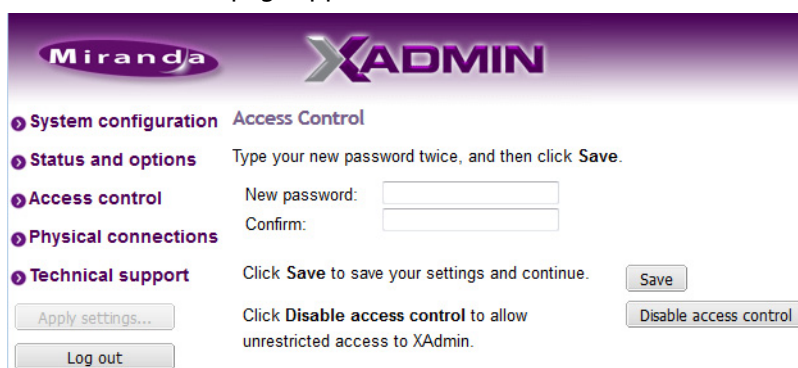 Miranda
XADMIN
System configuration
Status and options
Access control
Physical connections
Technical support
Apply settings...
Log out
Access Control
Type your new password twice, and then click Save.
New password:
Confirm:
Click Save to save your settings and continue.
Save
Click Disable access control to allow
unrestricted access to XAdmin.
Disable access control